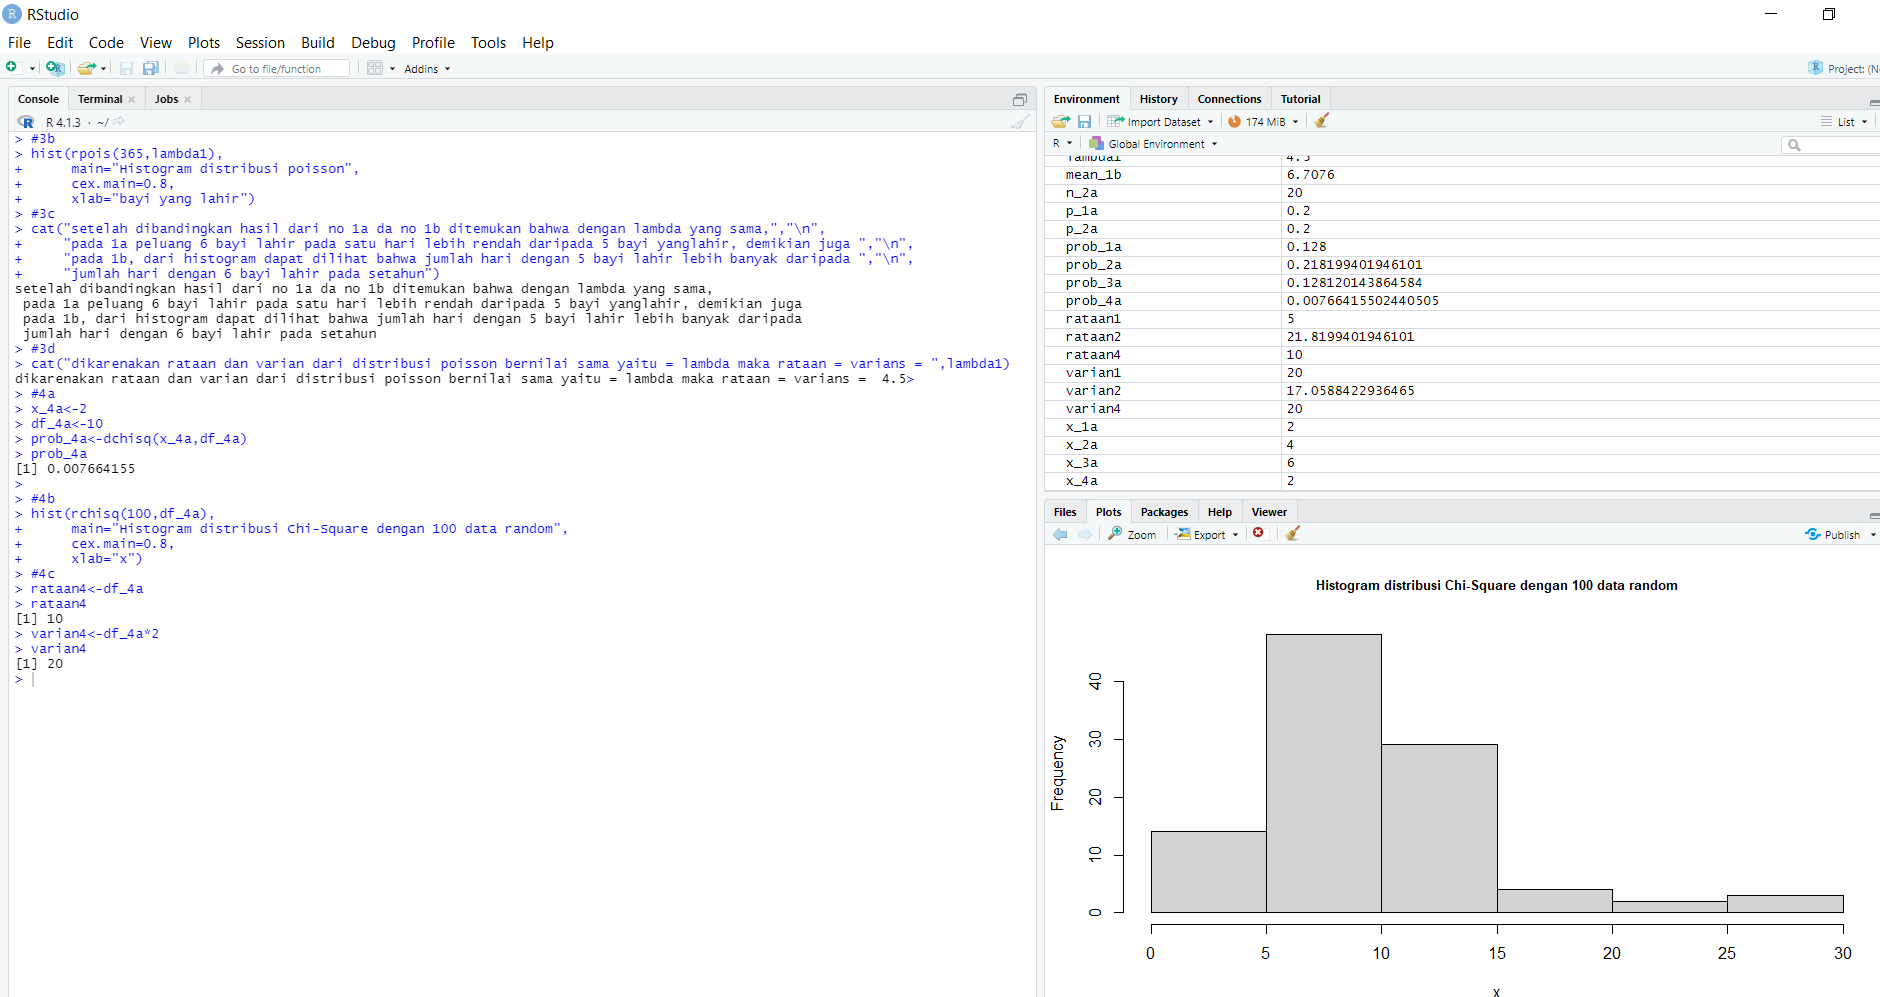 RStudio
File Edit Code View Plots Session Build Debug Profile Tools Help
Go to file/function Addins
Project: (N
Console Terminal Jobs
R 4.1.3 · ~/
> #3b
> hist(rpois(365,lambda1),
+      main="Histogram distribusi poisson",
+      cex.main=0.8,
+      xlab="bayi yang lahir")
> #3c
> cat("setelah dibandingkan hasil dari no 1a da no 1b ditemukan bahwa dengan lambda yang sama,","\n",
+     "pada 1a peluang 6 bayi lahir pada satu hari lebih rendah daripada 5 bayi yanglahir, demikian juga ","\n",
+     "pada 1b, dari histogram dapat dilihat bahwa jumlah hari dengan 5 bayi lahir lebih banyak daripada ","\n",
+     "jumlah hari dengan 6 bayi lahir pada setahun")
setelah dibandingkan hasil dari no 1a da no 1b ditemukan bahwa dengan lambda yang sama,
pada 1a peluang 6 bayi lahir pada satu hari lebih rendah daripada 5 bayi yanglahir, demikian juga
pada 1b, dari histogram dapat dilihat bahwa jumlah hari dengan 5 bayi lahir lebih banyak daripada
jumlah hari dengan 6 bayi lahir pada setahun
> #3d
> cat("dikarenakan rataan dan varian dari distribusi poisson bernilai sama yaitu = lambda maka rataan = varians = ",lambda1)
dikarenakan rataan dan varian dari distribusi poisson bernilai sama yaitu = lambda maka rataan = varians =  4.5>
> #4a
> x_4a<-2
> df_4a<-10
> prob_4a<-dchisq(x_4a,df_4a)
> prob_4a
[1] 0.007664155
>
> #4b
> hist(rchisq(100,df_4a),
+      main="Histogram distribusi Chi-Square dengan 100 data random",
+      cex.main=0.8,
+      xlab="x")
> #4c
> rataan4<-df_4a
> rataan4
[1] 10
> varian4<-df_4a*2
> varian4
[1] 20
>
Environment History Connections Tutorial
Import Dataset 174 MiB List
R Global Environment
lambda1 4.5
mean_1b 6.7076
n_2a 20
p_1a 0.2
p_2a 0.2
prob_1a 0.128
prob_2a 0.218199401946101
prob_3a 0.128120143864584
prob_4a 0.00766415502440505
rataan1 5
rataan2 21.8199401946101
rataan4 10
varian1 20
varian2 17.0588422936465
varian4 20
x_1a 2
x_2a 4
x_3a 6
x_4a 2
Files Plots Packages Help Viewer
Zoom Export Publish
Histogram distribusi Chi-Square dengan 100 data random
Frequency
40
30
20
10
0
0 5 10 15 20 25 30
x